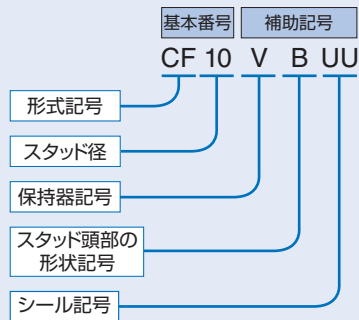 基本番号 補助記号
CF 10 V B UU
形式記号
スタッド径
保持器記号
スタッド頭部の
形状記号
シール記号